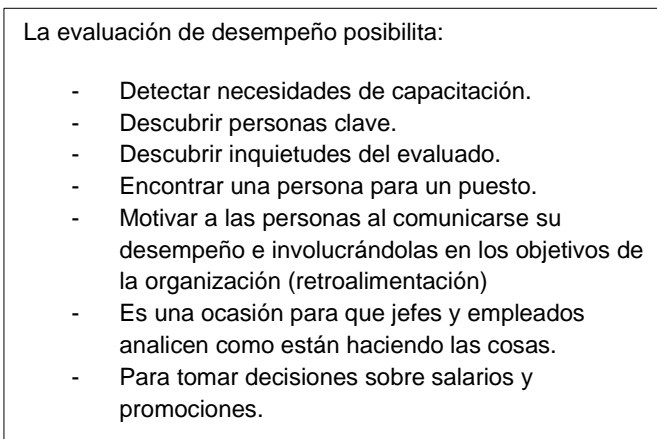 La evaluación de desempeño posibilita:
- Detectar necesidades de capacitación.
- Descubrir personas clave.
- Descubrir inquietudes del evaluado.
- Encontrar una persona para un puesto.
- Motivar a las personas al comunicarse su
desempeño e involucrándolas en los objetivos de
la organización (retroalimentación)
- Es una ocasión para que jefes y empleados
analicen como están haciendo las cosas.
- Para tomar decisiones sobre salarios y
promociones.